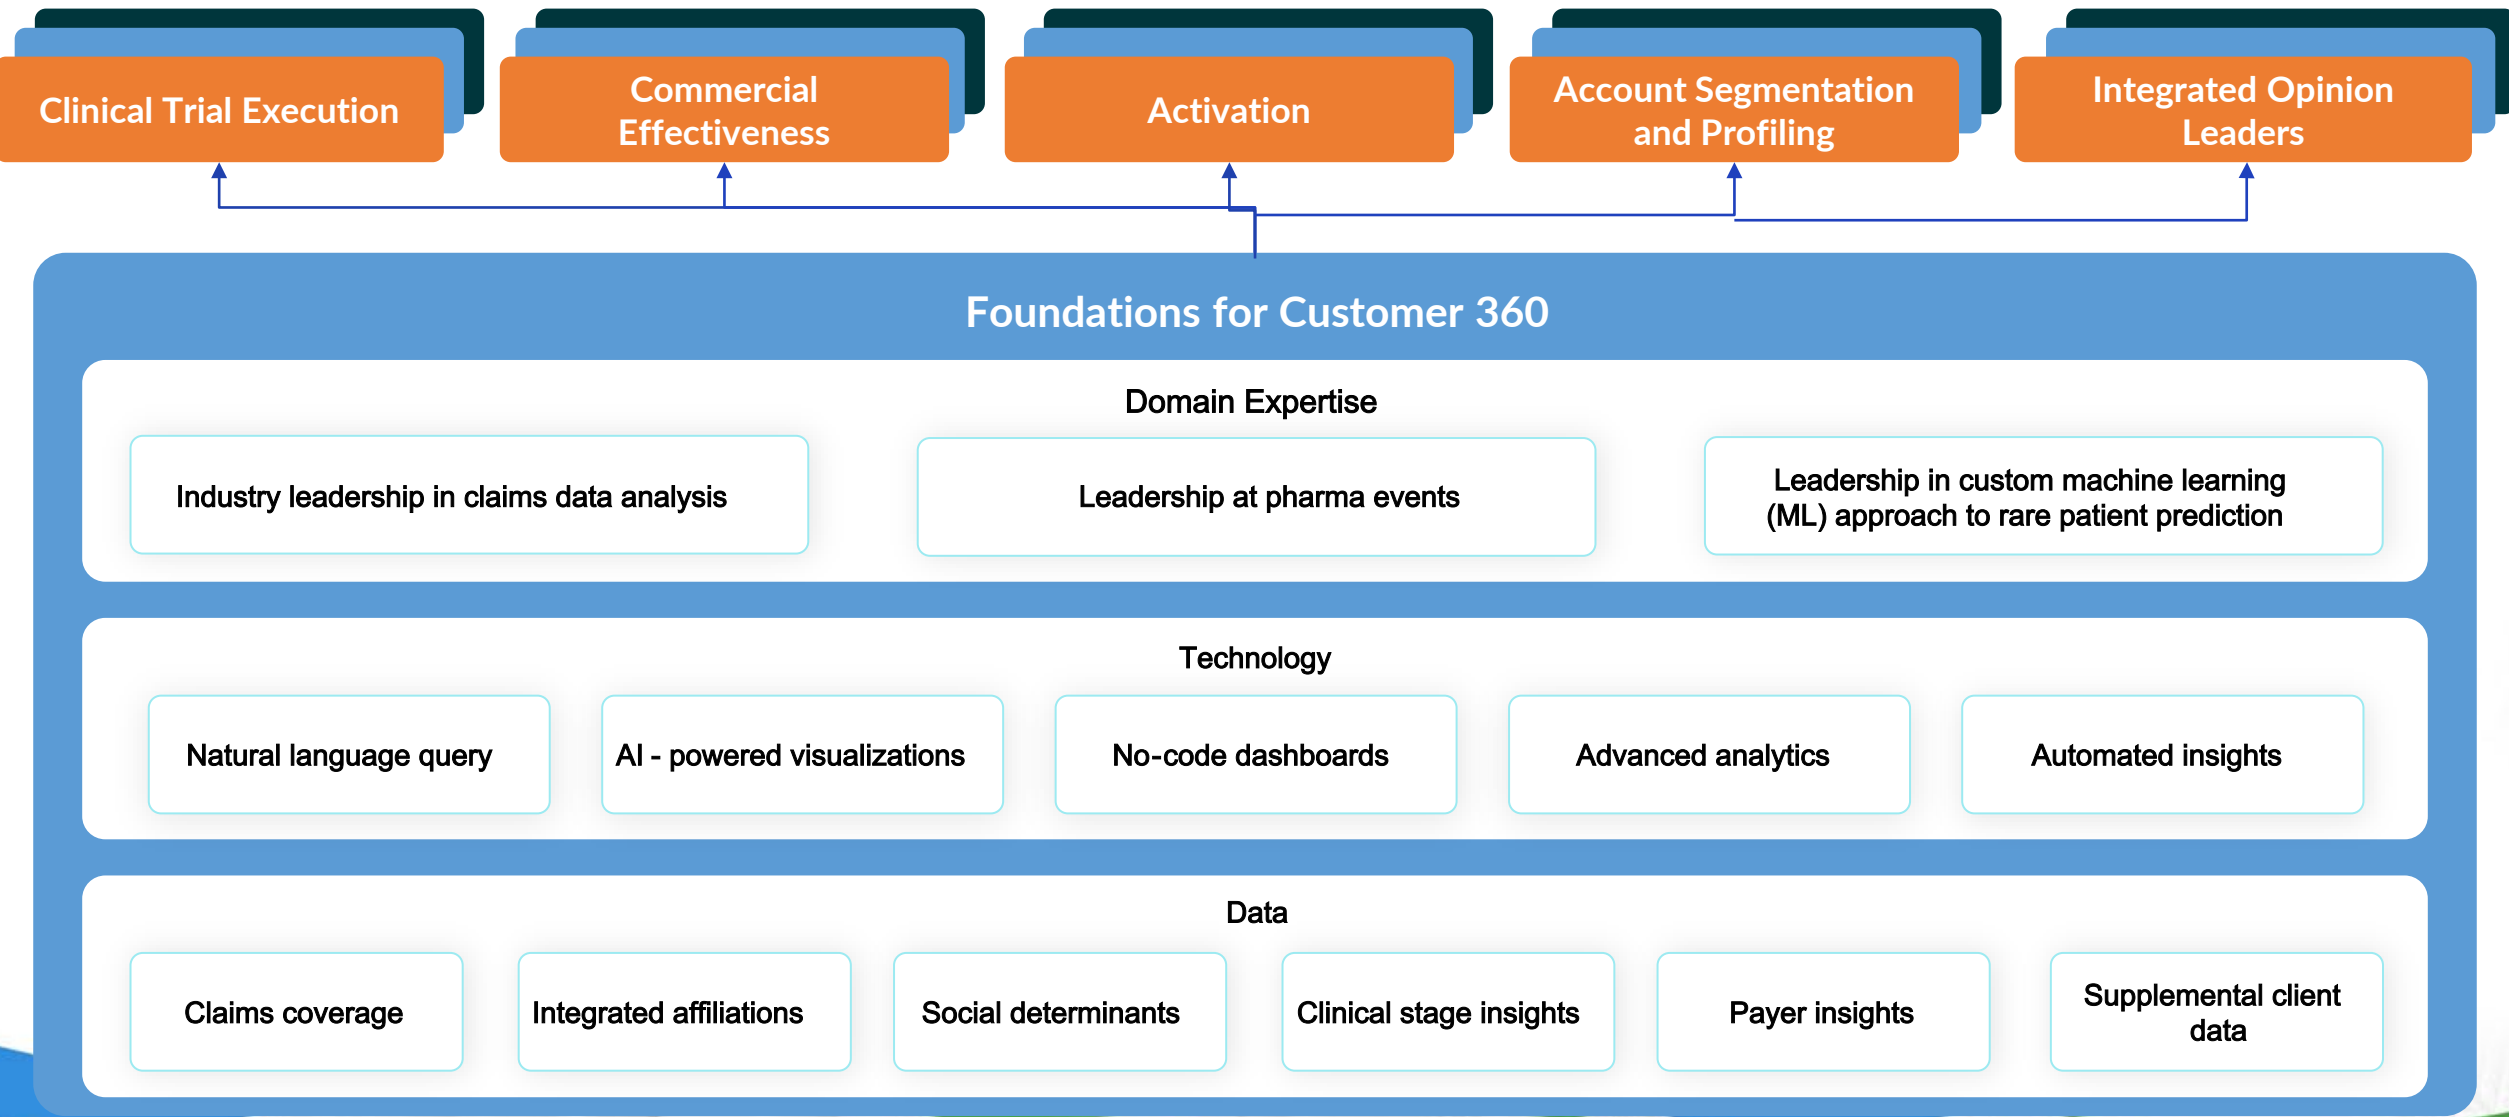 Clinical Trial Execution
Commercial
Effectiveness
Activation
Account Segmentation
and Profiling
Integrated Opinion
Leaders
Foundations for Customer 360
Domain Expertise
Industry leadership in claims data analysis
Leadership at pharma events
Leadership in custom machine learning
(ML) approach to rare patient prediction
Technology
Natural language query
AI - powered visualizations
No-code dashboards
Advanced analytics
Automated insights
Data
Claims coverage
Integrated affiliations
Social determinants
Clinical stage insights
Payer insights
Supplemental client
data